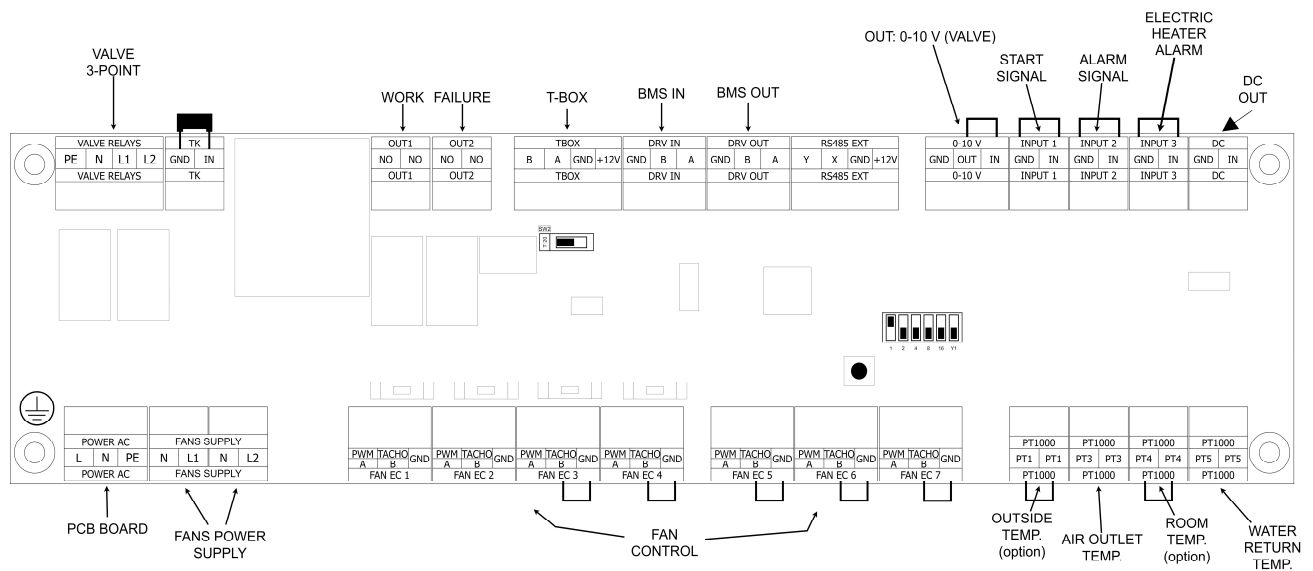 ELECTRIC
HEATER
ALARM
OUT: 0-10 V (VALVE)
VALVE
3-POINT
START
SIGNAL
ALARM
SIGNAL
DC
OUT
WORK
FAILURE
T-BOX
BMS IN
BMS OUT
VALVE RELAYS
PE N L1 L2
VALVE RELAYS
TK
GND IN
TK
OUT1
NO NO
OUT1
OUT2
NO NO
OUT2
TBOX
B A GND +12V
TBOX
DRV IN
GND B A
DRV IN
DRV OUT
GND B A
DRV OUT
RS485 EXT
Y X GND +12V
RS485 EXT
0-10 V
GND OUT IN
0-10 V
INPUT 1
GND IN
INPUT 1
INPUT 2
GND IN
INPUT 2
INPUT 3
GND IN
INPUT 3
DC
GND IN
DC
SW2
T 20
1 2 4 8 16 Y1
POWER AC
L N PE
POWER AC
FANS SUPPLY
N L1 N L2
FANS SUPPLY
PWM TACHO GND
A B
FAN EC 1
PWM TACHO GND
A B
FAN EC 2
PWM TACHO GND
A B
FAN EC 3
PWM TACHO GND
A B
FAN EC 4
PWM TACHO GND
A B
FAN EC 5
PWM TACHO GND
A B
FAN EC 6
PWM TACHO GND
A B
FAN EC 7
PT1000
PT1 PT1
PT1000
PT1000
PT3 PT3
PT1000
PT1000
PT4 PT4
PT1000
PT1000
PT5 PT5
PT1000
PCB BOARD
FANS POWER
SUPPLY
FAN
CONTROL
OUTSIDE
TEMP.
(option)
AIR OUTLET
TEMP.
ROOM
TEMP.
(option)
WATER
RETURN
TEMP.